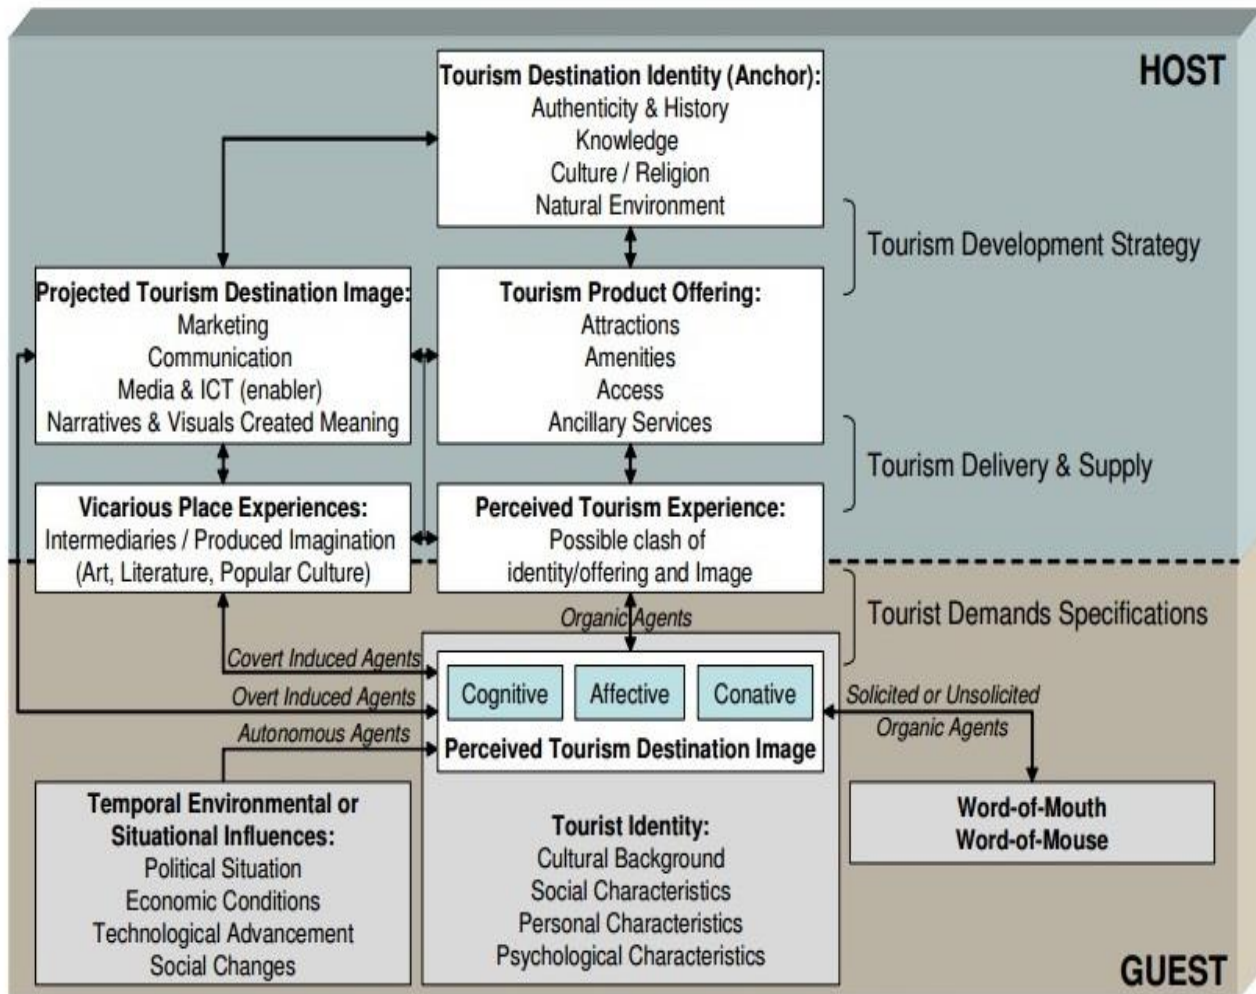 HOST
Tourism Destination Identity (Anchor):
Authenticity & History
Knowledge
Culture / Religion
Natural Environment
Tourism Development Strategy
Projected Tourism Destination Image:
Marketing
Communication
Media & ICT (enabler)
Narratives & Visuals Created Meaning
Tourism Product Offering:
Attractions
Amenities
Access
Ancillary Services
Tourism Delivery & Supply
Vicarious Place Experiences:
Intermediaries / Produced Imagination
(Art, Literature, Popular Culture)
Perceived Tourism Experience:
Possible clash of
identity/offering and Image
Tourist Demands Specifications
Organic Agents
Covert Induced Agents
Overt Induced Agents
Autonomous Agents
Cognitive
Affective
Conative
Perceived Tourism Destination Image
Solicited or Unsolicited
Organic Agents
Temporal Environmental or
Situational Influences:
Political Situation
Economic Conditions
Technological Advancement
Social Changes
Tourist Identity:
Cultural Background
Social Characteristics
Personal Characteristics
Psychological Characteristics
Word-of-Mouth
Word-of-Mouse
GUEST